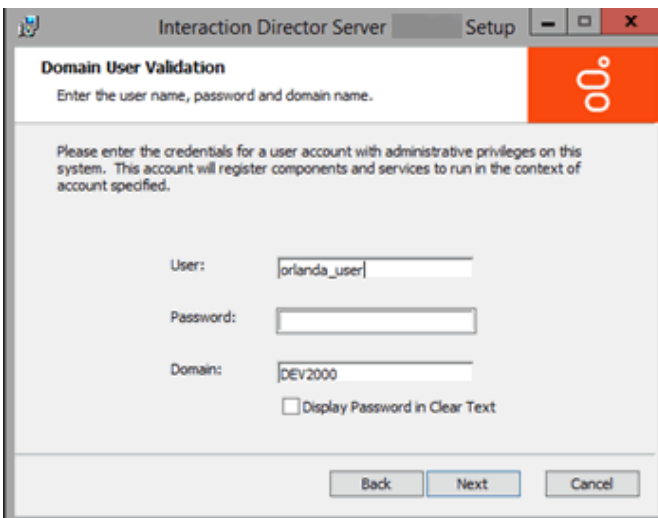 Interaction Director Server Setup
Domain User Validation
Enter the user name, password and domain name.
Please enter the credentials for a user account with administrative privileges on this
system. This account will register components and services to run in the context of
account specified.
User:
orlanda_user
Password:
Domain:
DEV2000
Display Password in Clear Text
Back Next Cancel